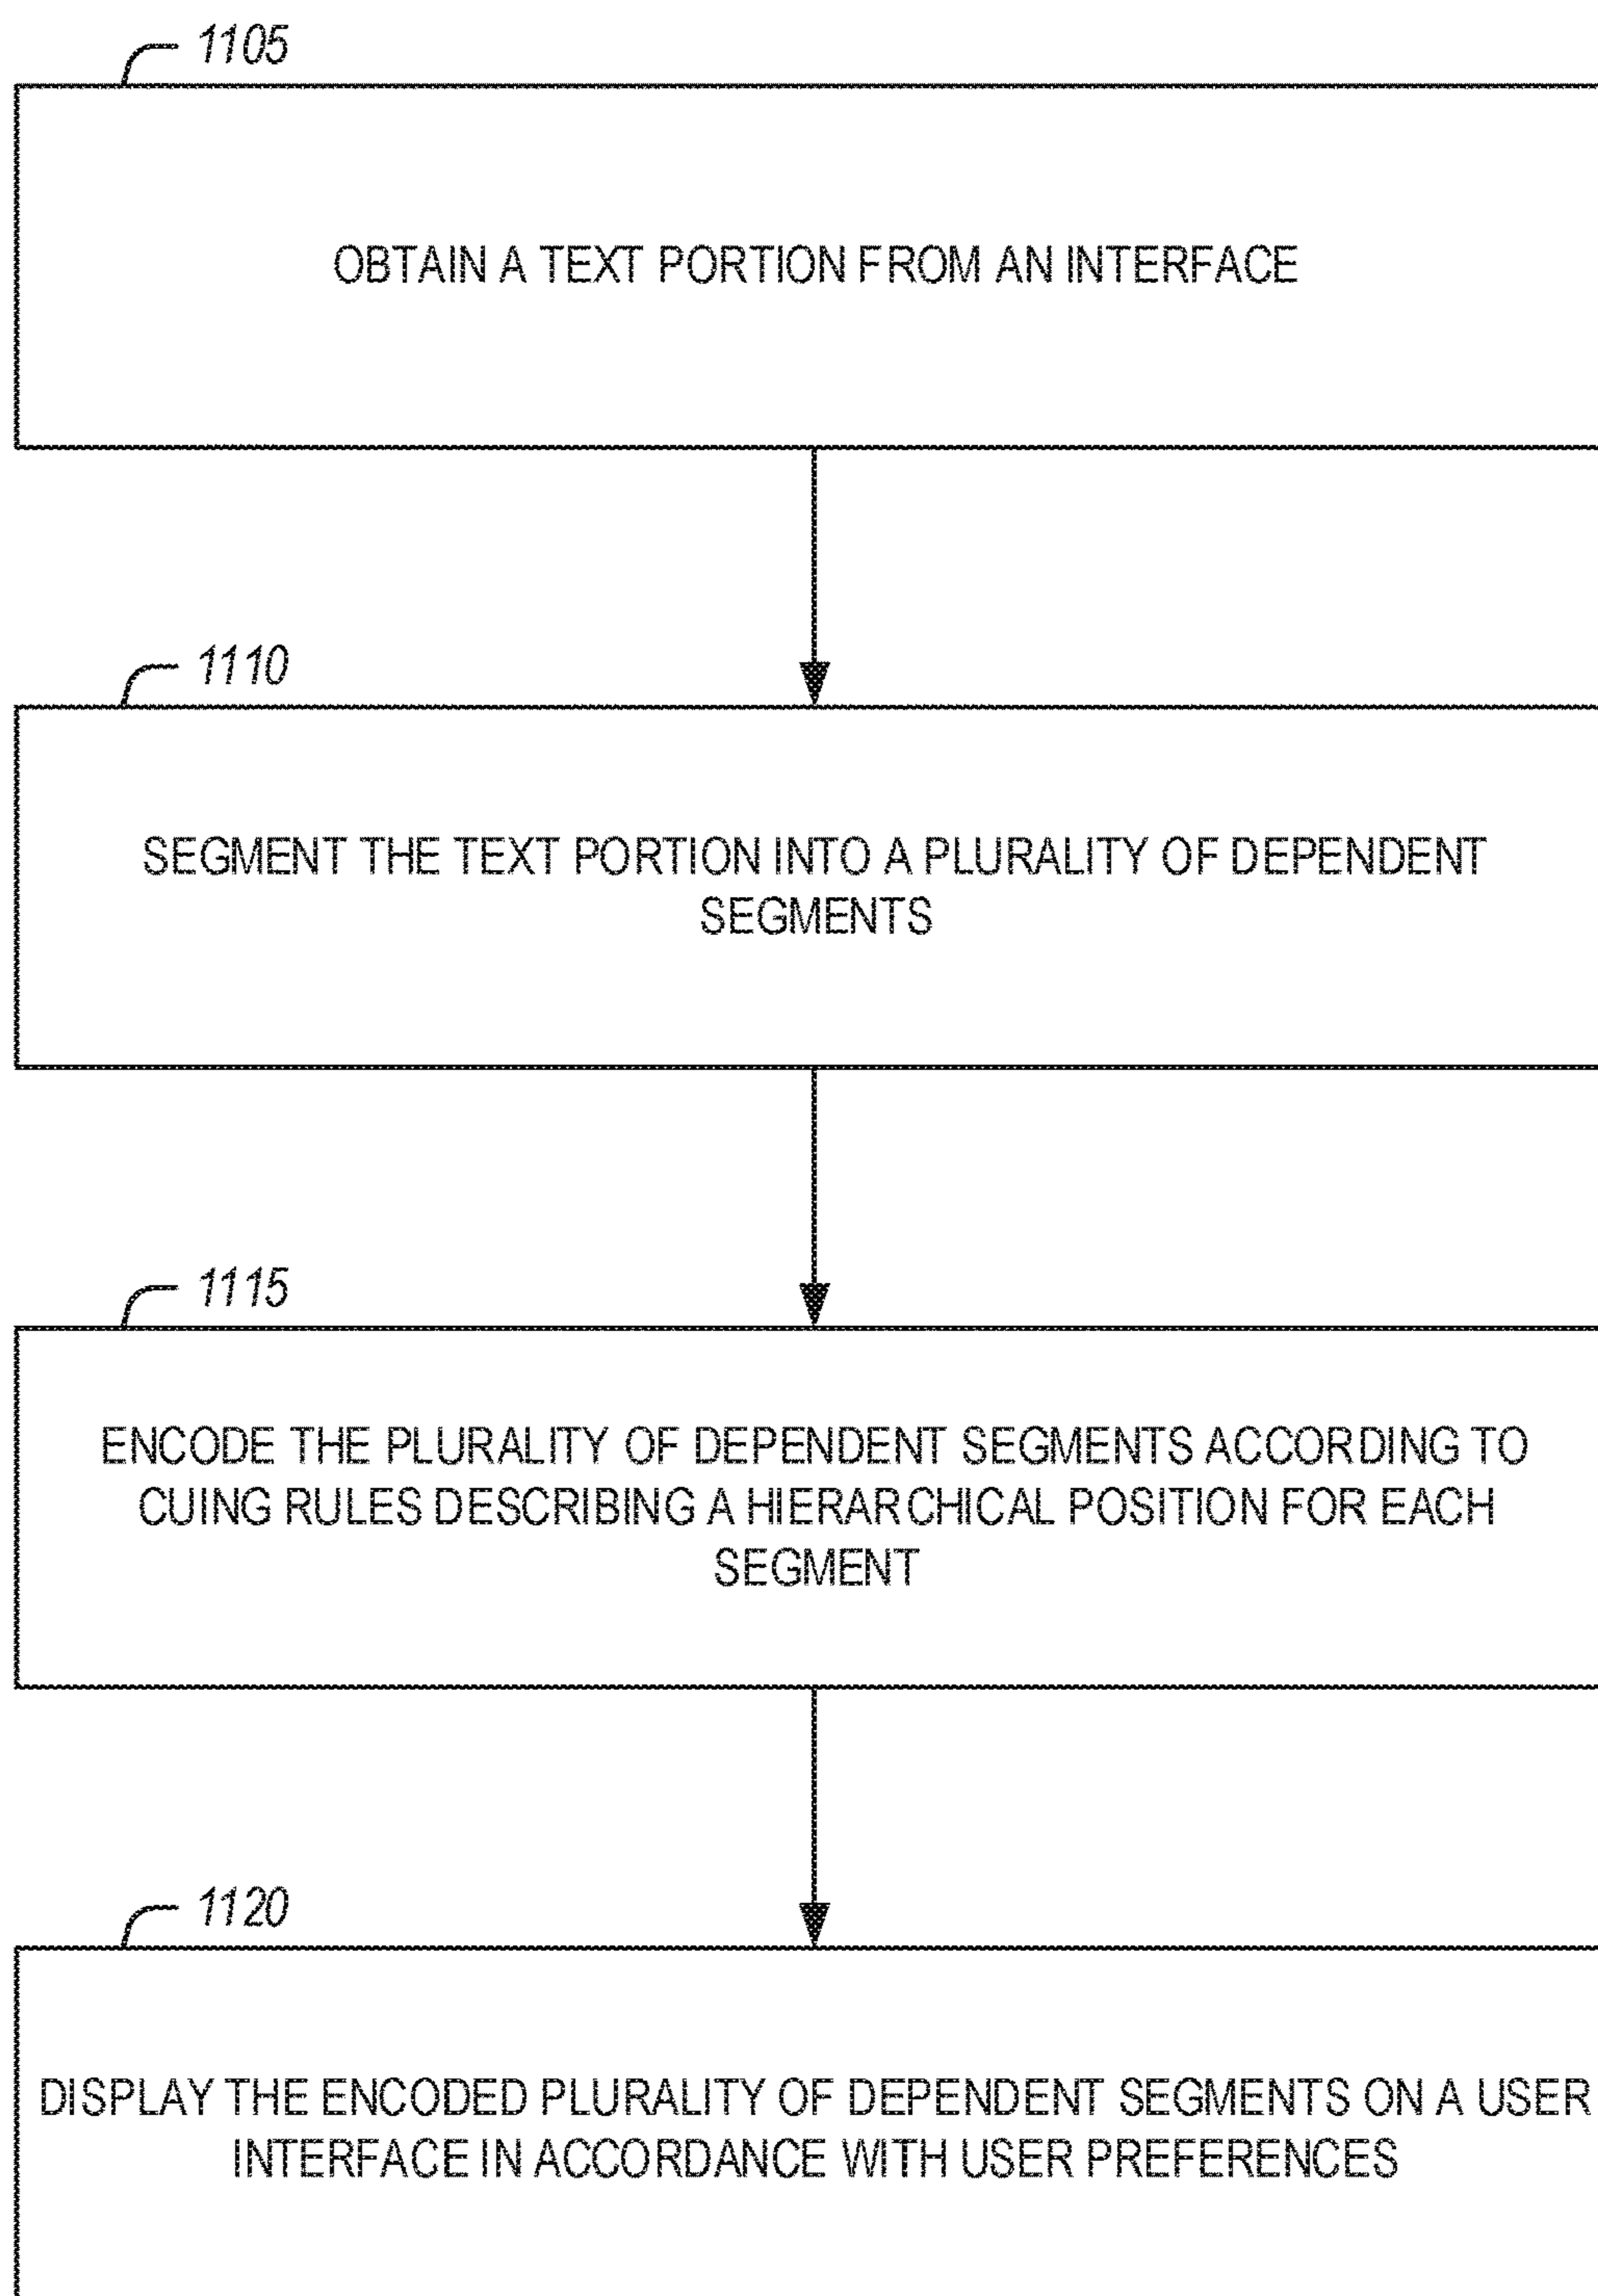 1105
OBTAIN A TEXT PORTION FROM AN INTERFACE
1110
SEGMENT THE TEXT PORTION INTO A PLURALITY OF DEPENDENT
SEGMENTS
1115
ENCODE THE PLURALITY OF DEPENDENT SEGMENTS ACCORDING TO
CUING RULES DESCRIBING A HIERARCHICAL POSITION FOR EACH
SEGMENT
1120
DISPLAY THE ENCODED PLURALITY OF DEPENDENT SEGMENTS ON A USER
INTERFACE IN ACCORDANCE WITH USER PREFERENCES